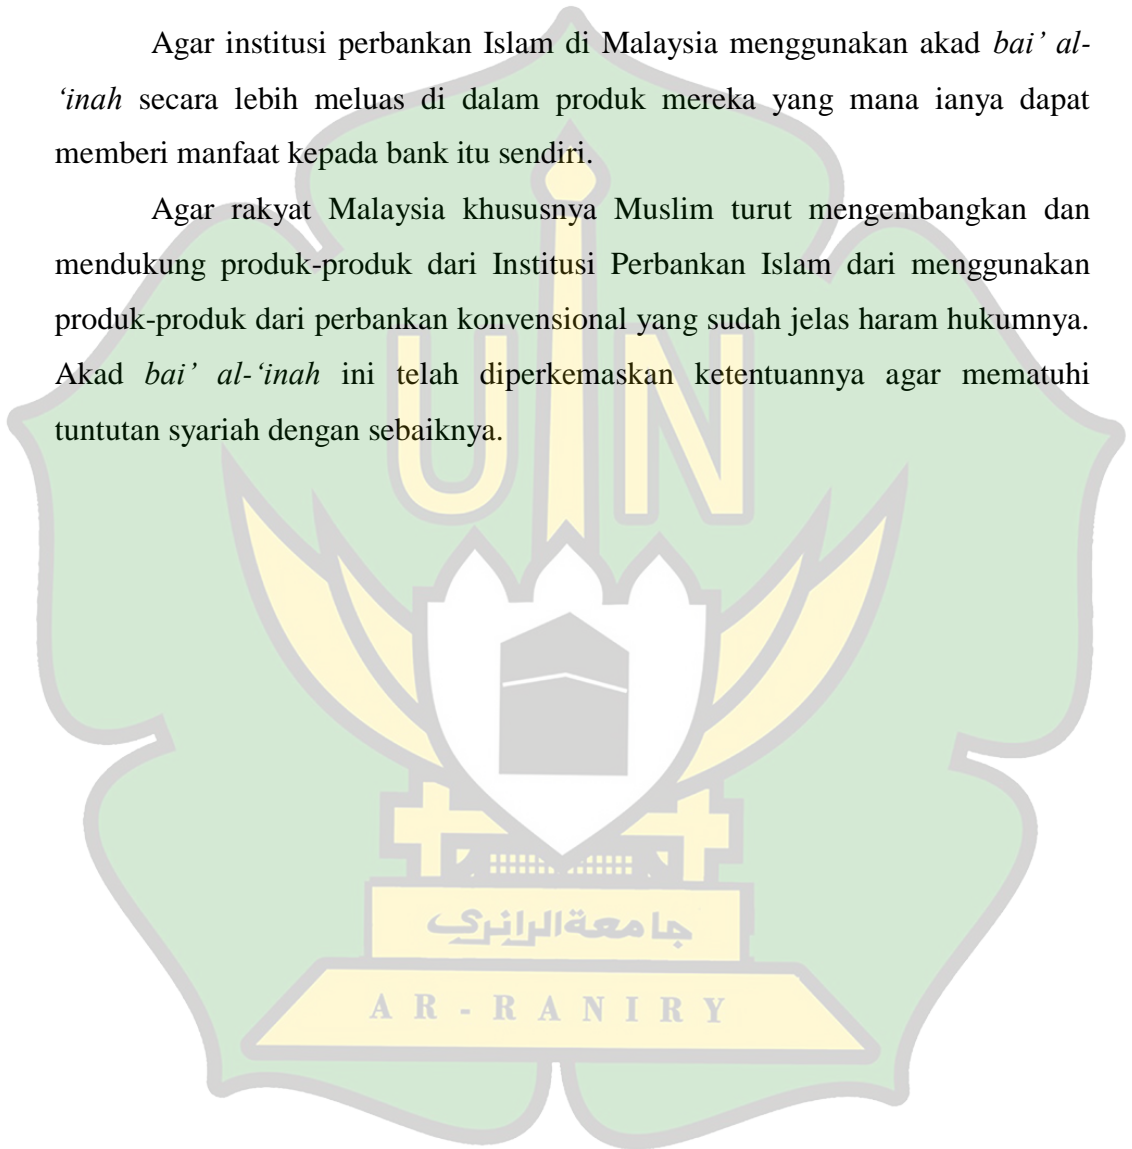 Agar institusi perbankan Islam di Malaysia menggunakan akad bai’ al-
‘inah secara lebih meluas di dalam produk mereka yang mana ianya dapat
memberi manfaat kepada bank itu sendiri.
Agar rakyat Malaysia khususnya Muslim turut mengembangkan dan
mendukung produk-produk dari Institusi Perbankan Islam dari menggunakan
produk-produk dari perbankan konvensional yang sudah jelas haram hukumnya.
Akad bai’ al-‘inah ini telah diperkemaskan ketentuannya agar mematuhi
tuntutan syariah dengan sebaiknya.
UIN
جامعة الرانري
AR-RANIRY